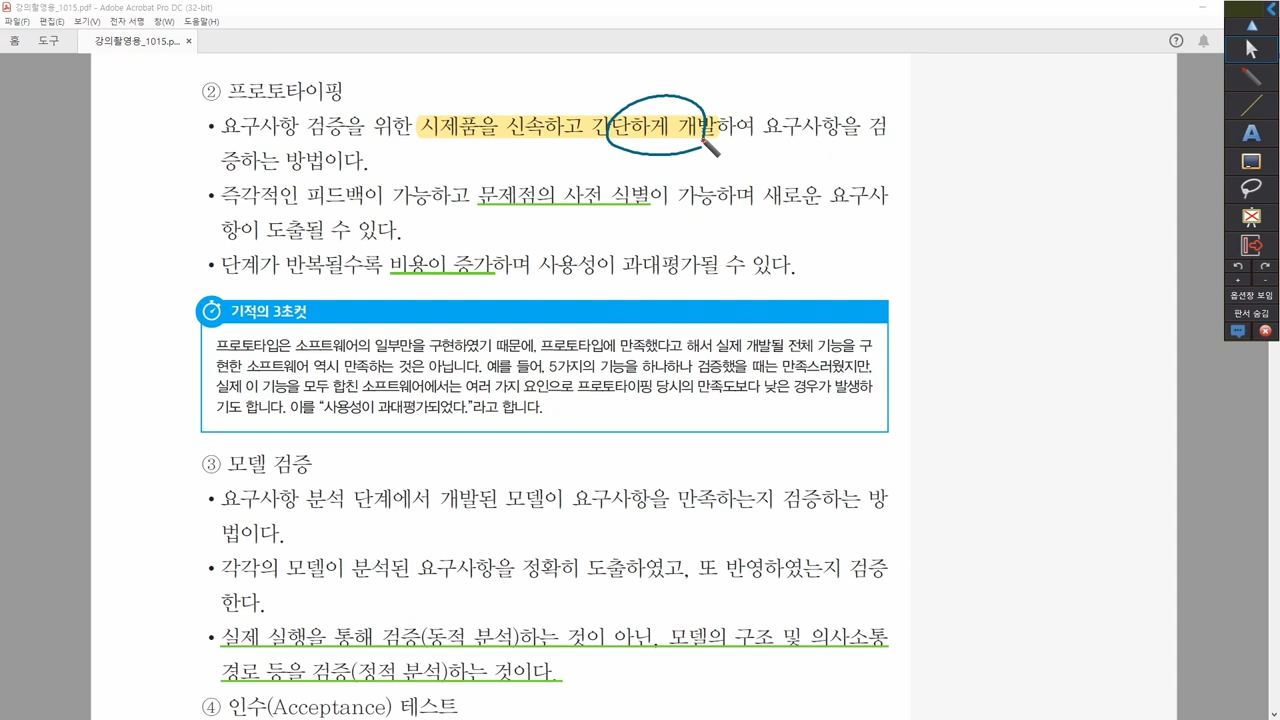 강의촬영용_1015.pdf - Adobe Acrobat Pro DC (32-bit)
파일(F) 편집(E) 보기(V) 전자 서명 창(W) 도움말(H)
홈 도구 강의촬영용_1015.p... ×
② 프로토타이핑
• 요구사항 검증을 위한 시제품을 신속하고 간단하게 개발하여 요구사항을 검
증하는 방법이다.
• 즉각적인 피드백이 가능하고 문제점의 사전 식별이 가능하며 새로운 요구사
항이 도출될 수 있다.
• 단계가 반복될수록 비용이 증가하며 사용성이 과대평가될 수 있다.
기적의 3초컷
프로토타입은 소프트웨어의 일부만을 구현하였기 때문에, 프로토타입에 만족했다고 해서 실제 개발될 전체 기능을 구
현한 소프트웨어 역시 만족하는 것은 아닙니다. 예를 들어, 5가지의 기능을 하나하나 검증했을 때는 만족스러웠지만,
실제 이 기능을 모두 합친 소프트웨어에서는 여러 가지 요인으로 프로토타이핑 당시의 만족도보다 낮은 경우가 발생하
기도 합니다. 이를 “사용성이 과대평가되었다.”라고 합니다.
③ 모델 검증
• 요구사항 분석 단계에서 개발된 모델이 요구사항을 만족하는지 검증하는 방
법이다.
• 각각의 모델이 분석된 요구사항을 정확히 도출하였고, 또 반영하였는지 검증
한다.
• 실제 실행을 통해 검증(동적 분석)하는 것이 아닌, 모델의 구조 및 의사소통
경로 등을 검증(정적 분석)하는 것이다.
④ 인수(Acceptance) 테스트
옵션장 보임
판서 숨김